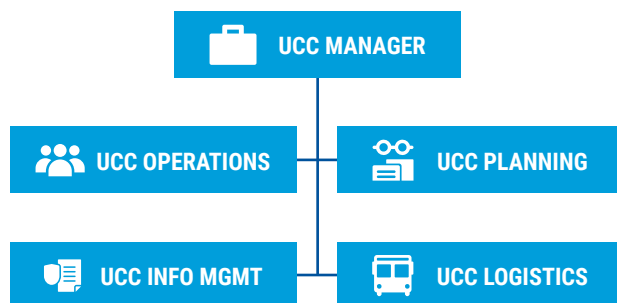 UCC MANAGER
UCC OPERATIONS
UCC PLANNING
UCC INFO MGMT
UCC LOGISTICS